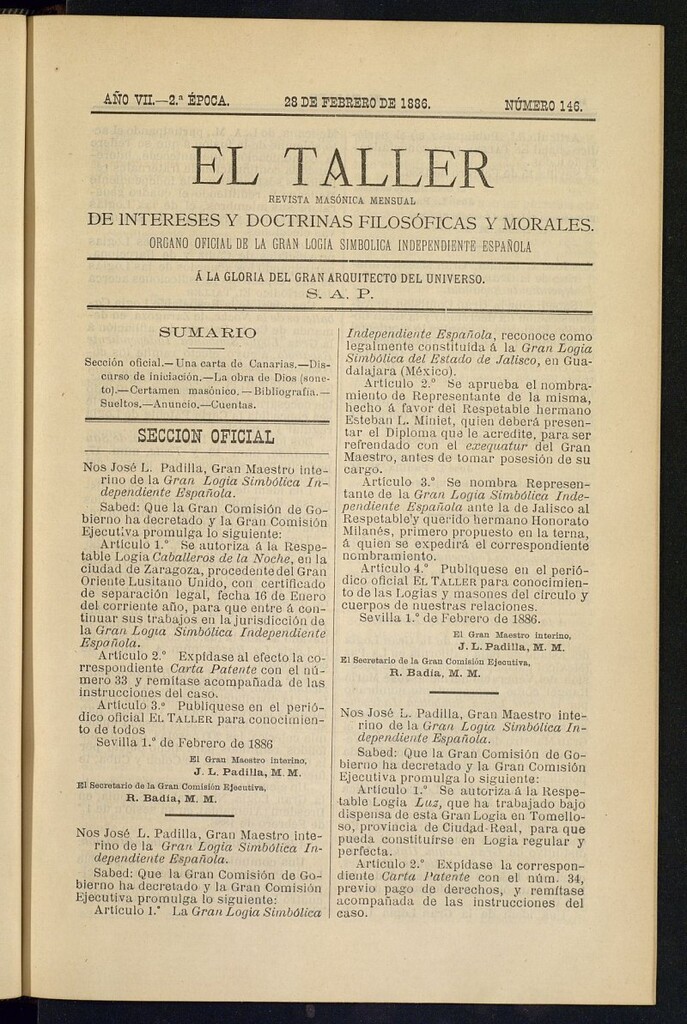 AÑO VII.—2.ª ÉPOCA. 28 DE FEBRERO DE 1886. NÚMERO 146.
EL TALLER
REVISTA MASÓNICA MENSUAL
DE INTERESES Y DOCTRINAS FILOSÓFICAS Y MORALES.
ORGANO OFICIAL DE LA GRAN LOGIA SIMBOLICA INDEPENDIENTE ESPAÑOLA
Á LA GLORIA DEL GRAN ARQUITECTO DEL UNIVERSO.
S. A. P.
SUMARIO
Sección oficial.—Una carta de Canarias.—Dis-
curso de iniciación.—La obra de Dios (sone-
to).—Certamen masónico.—Bibliografía.—
Sueltos.—Anuncio.—Cuentas.
SECCION OFICIAL
Nos José L. Padilla, Gran Maestro inte-
rino de la Gran Logia Simbólica In-
dependiente Española.
Sabed: Que la Gran Comisión de Go-
bierno ha decretado y la Gran Comisión
Ejecutiva promulga lo siguiente:
Artículo 1.º Se autoriza á la Respe-
table Logia Caballeros de la Noche, en la
ciudad de Zaragoza, procedente del Gran
Oriente Lusitano Unido, con certificado
de separación legal, fecha 16 de Enero
del corriente año, para que entre á con-
tinuar sus trabajos en la jurisdicción de
la Gran Logia Simbólica Independiente
Española.
Artículo 2.º Expídase al efecto la co-
rrespondiente Carta Patente con el nú-
mero 33 y remítase acompañada de las
instrucciones del caso.
Artículo 3.º Publíquese en el perió-
dico oficial EL TALLER para conocimien-
to de todos
Sevilla 1.º de Febrero de 1886
El Gran Maestro interino,
J. L. Padilla, M. M.
El Secretario de la Gran Comisión Ejecutiva,
R. Badía, M. M.
Nos José L. Padilla, Gran Maestro inte-
rino de la Gran Logia Simbólica In-
dependiente Española.
Sabed: Que la Gran Comisión de Go-
bierno ha decretado y la Gran Comisión
Ejecutiva promulga lo siguiente:
Artículo 1.º La Gran Logia Simbólica
Independiente Española, reconoce como
legalmente constituída á la Gran Logia
Simbólica del Estado de Jalisco, en Gua-
dalajara (México).
Artículo 2.º Se aprueba el nombra-
miento de Representante de la misma,
hecho á favor del Respetable hermano
Esteban L. Miniet, quien deberá presen-
tar el Diploma que le acredite, para ser
refrendado con el exequatur del Gran
Maestro, antes de tomar posesión de su
cargo.
Artículo 3.º Se nombra Represen-
tante de la Gran Logia Simbólica Inde-
pendiente Española ante la de Jalisco al
Respetable y querido hermano Honorato
Milanés, primero propuesto en la terna,
á quien se expedirá el correspondiente
nombramiento.
Artículo 4.º Publíquese en el perió-
dico oficial EL TALLER para conocimien-
to de las Logias y masones del círculo y
cuerpos de nuestras relaciones.
Sevilla 1.º de Febrero de 1886.
El Gran Maestro interino,
J. L. Padilla, M. M.
El Secretario de la Gran Comisión Ejecutiva,
R. Badía, M. M.
Nos José L. Padilla, Gran Maestro inte-
rino de la Gran Logia Simbólica In-
dependiente Española.
Sabed: Que la Gran Comisión de Go-
bierno ha decretado y la Gran Comisión
Ejecutiva promulga lo siguiente:
Artículo 1.º Se autoriza á la Respe-
table Logia Luz, que ha trabajado bajo
dispensa de esta Gran Logia en Tomello-
so, provincia de Ciudad-Real, para que
pueda constituírse en Logia regular y
perfecta.
Artículo 2.º Expídase la correspon-
diente Carta Patente con el núm. 34,
previo pago de derechos, y remítase
acompañada de las instrucciones del
caso.